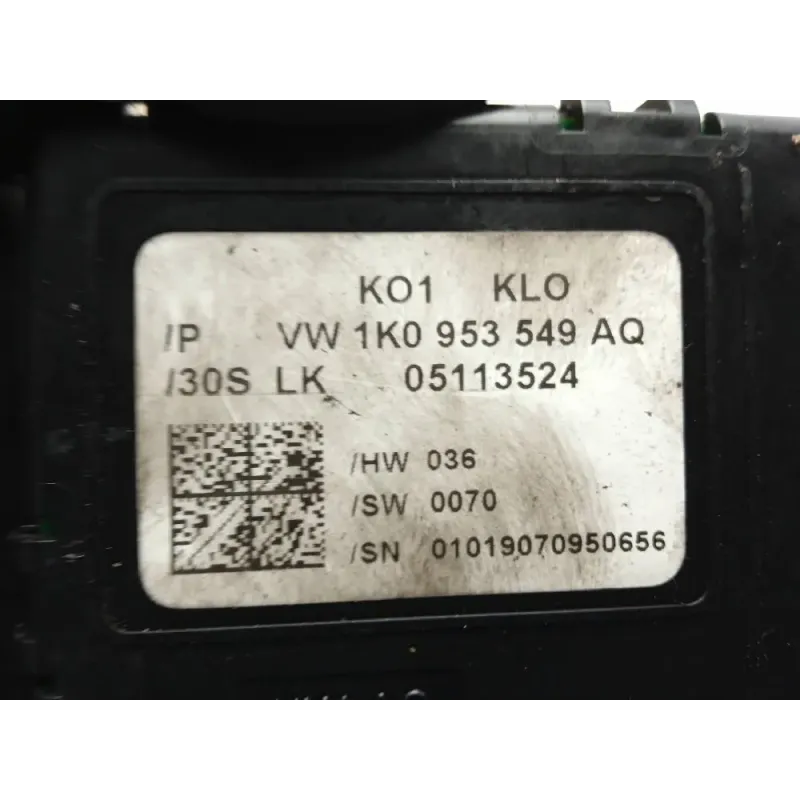 KO1 KLO
/P VW 1K0 953 549 AQ
/30S LK 05113524
/HW 036
/SW 0070
/SN 01019070950656